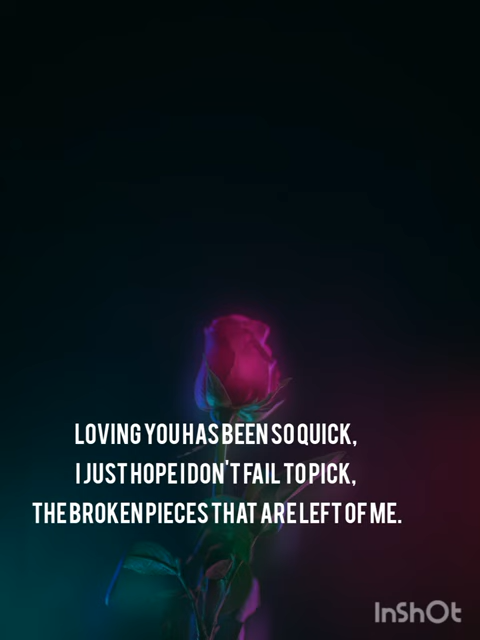 LOVING YOU HAS BEEN SO QUICK,
I JUST HOPE I DON'T FAIL TO PICK,
THE BROKEN PIECES THAT ARE LEFT OF ME.
InShOt